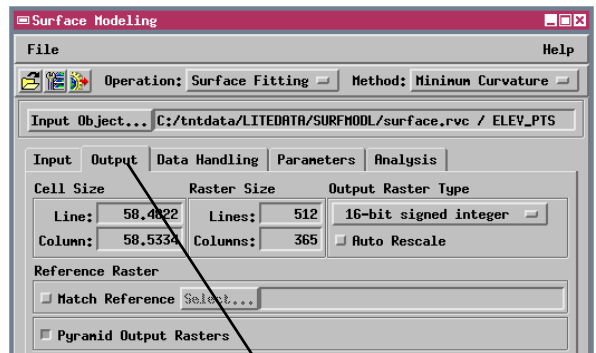 Surface Modeling
File Help
Operation: Surface Fitting Method: Minimum Curvature
Input Object... C:/tntdata/LITEDATA/SURFMODL/surface.rvc / ELEV_PTS
Input Output Data Handling Parameters Analysis
Cell Size Raster Size Output Raster Type
Line: 58.4822 Lines: 512 16-bit signed integer
Column: 58.5334 Columns: 365 Auto Rescale
Reference Raster
Match Reference Select...
Pyramid Output Rasters